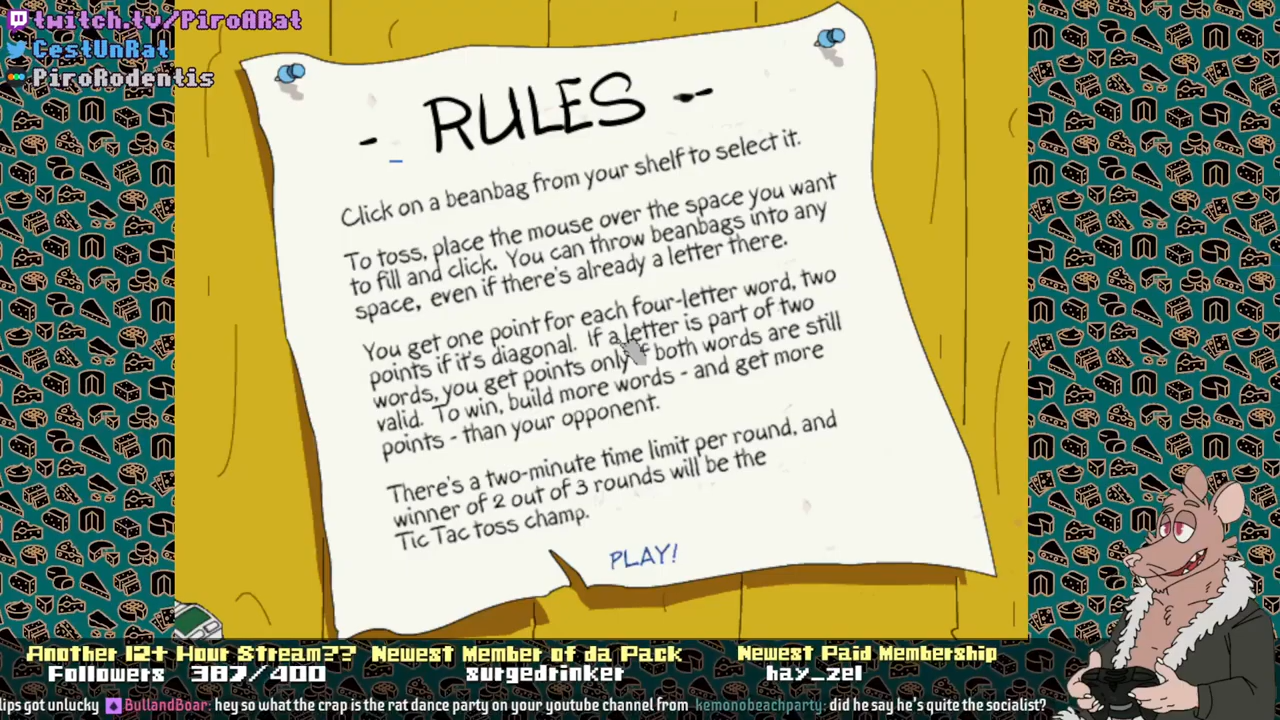 twitch.tv/PiroARat
CestUnRat
PiroRodentis
- RULES --
Click on a beanbag from your shelf to select it.
To toss, place the mouse over the space you want
to fill and click. You can throw beanbags into any
space, even if there's already a letter there.
You get one point for each four-letter word, two
points if it's diagonal. If a letter is part of two
words, you get points only if both words are still
valid. To win, build more words - and get more
points - than your opponent.
There's a two-minute time limit per round, and
winner of 2 out of 3 rounds will be the
Tic Tac toss champ.
PLAY!
Another 12+ Hour Stream?? Newest Member of da Pack Newest Paid Membership
Followers 387/400 surgedrinker hay_zel
lips got unlucky BullandBoar: hey so what the crap is the rat dance party on your youtube channel from kemonobeachparty: did he say he's quite the socialist?